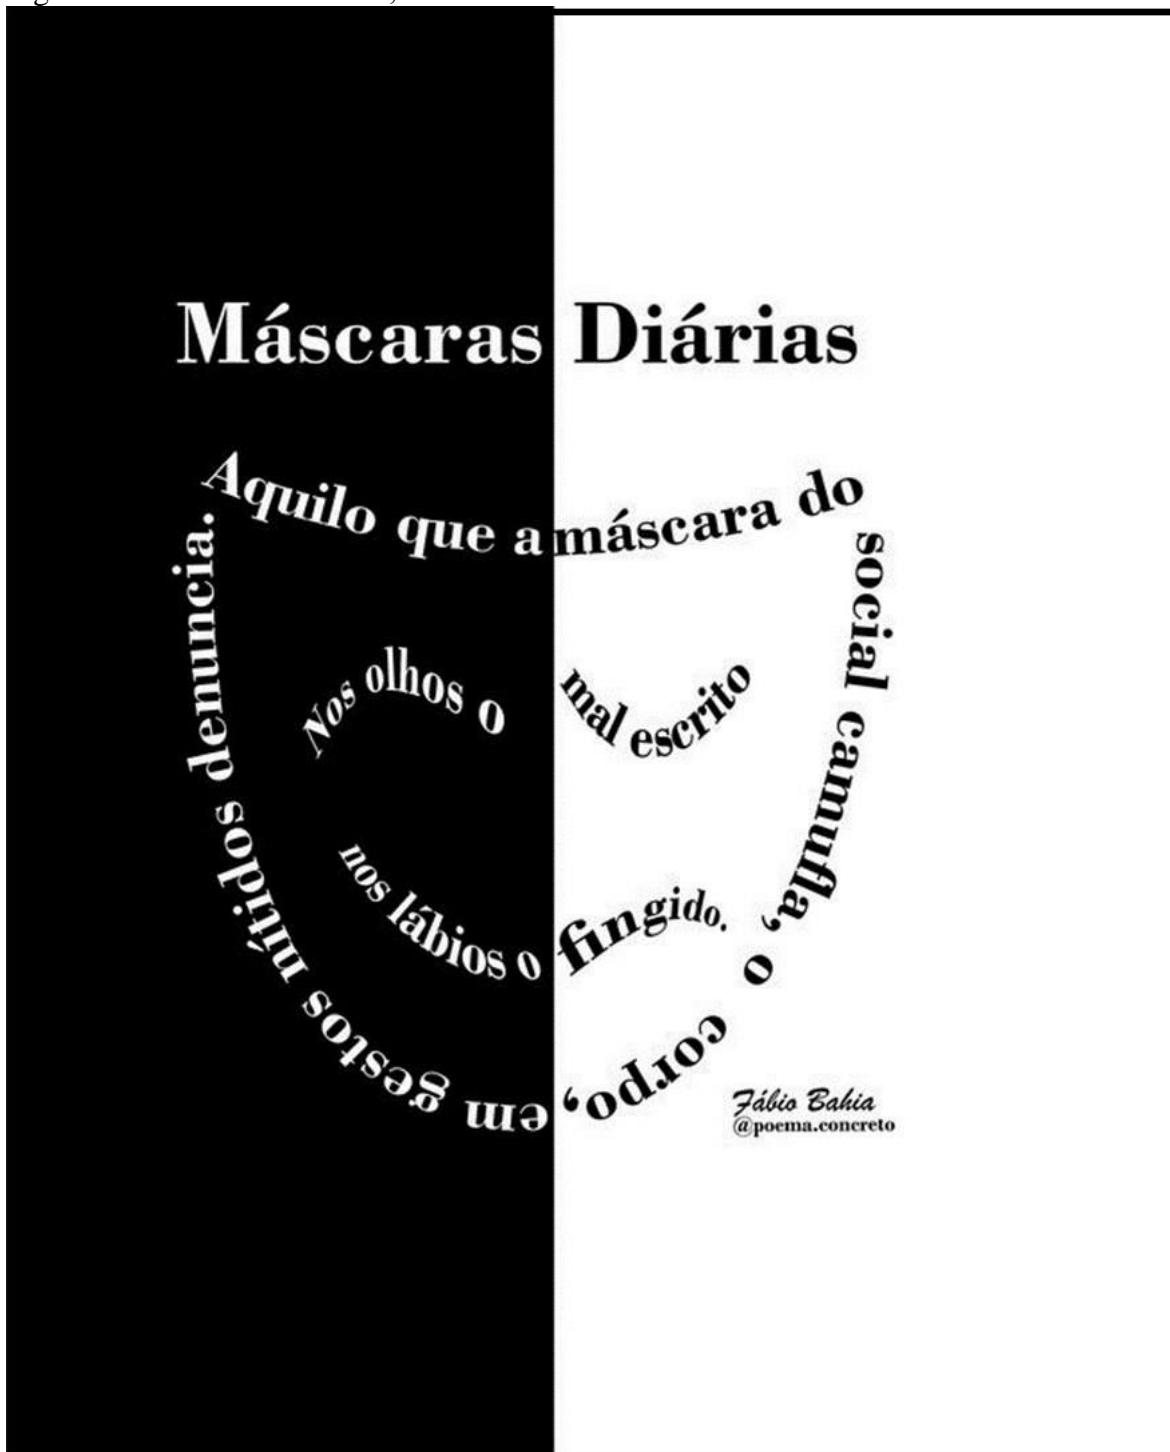 Máscaras Diárias
Aquilo que a máscara do
social camufla, o
corpo,
em gestos nítidos denuncia.
Nos olhos o
mal escrito
nos lábios o fingido.
Fábio Bahia
@poema.concreto